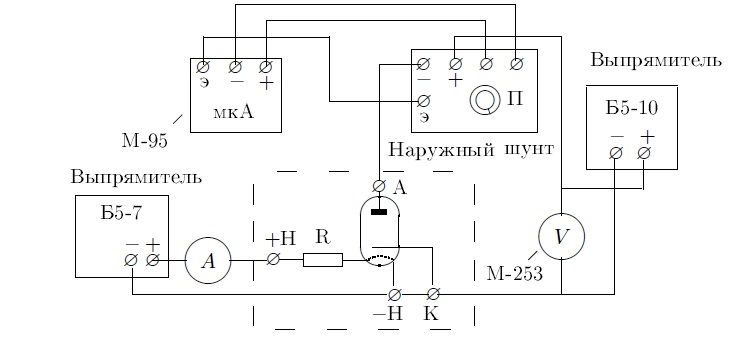 Выпрямитель
Э − +
мкА
М-95
− + П
э
Наружный шунт
Б5-10
− +
Выпрямитель
Б5-7
− +
A
А
+Н R
−Н К
V
М-253